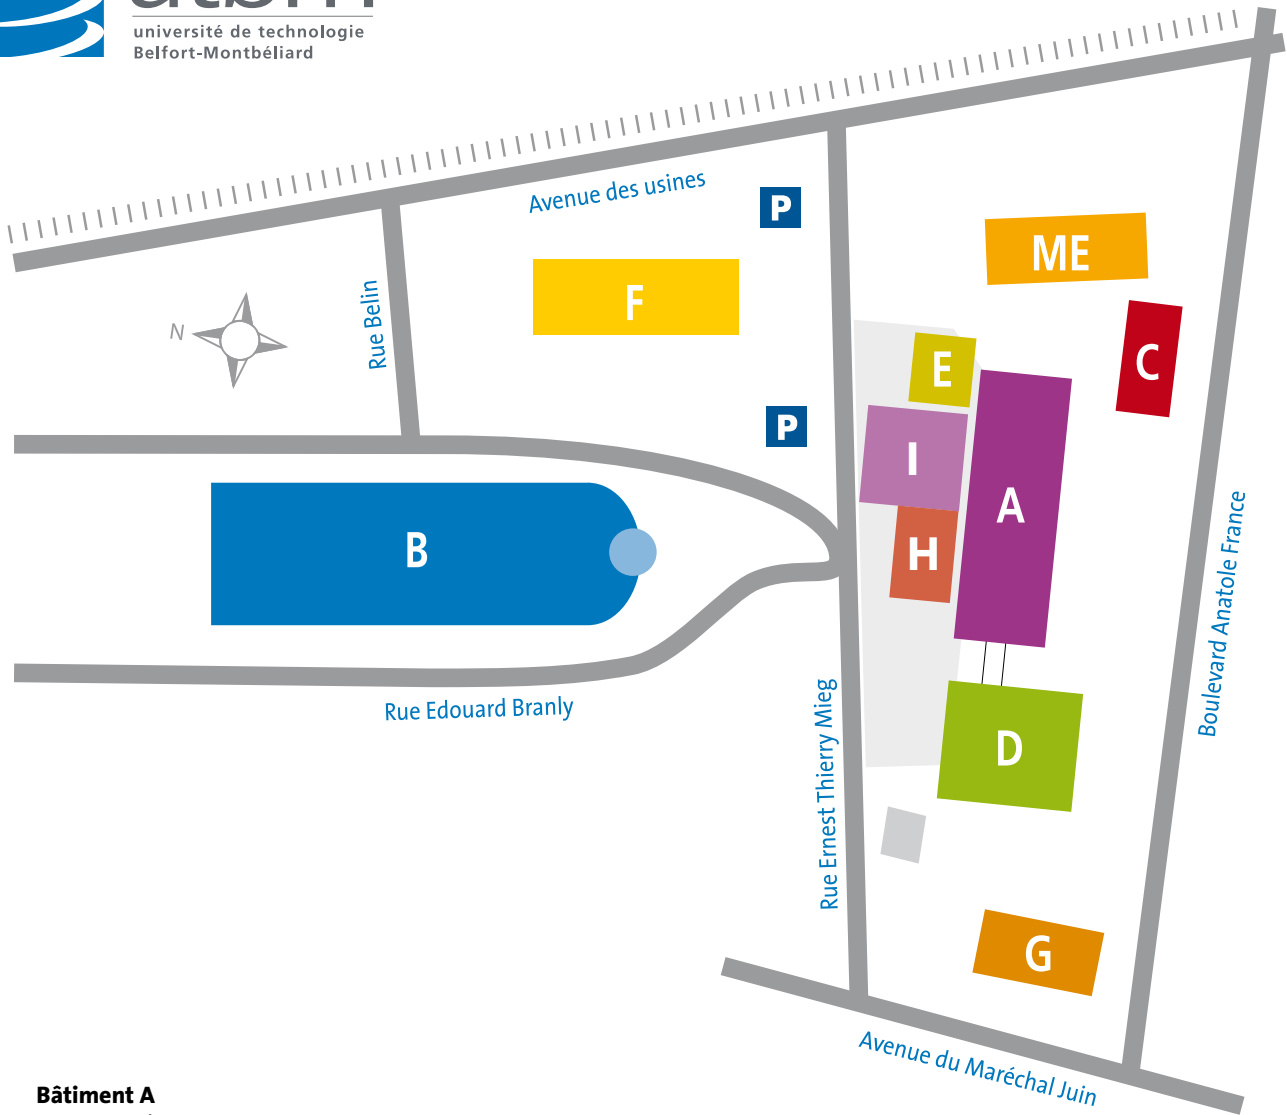 université de technologie
Belfort-Montbéliard
Avenue des usines
P
ME
F
Rue Belin
N
C
E
P
I
A
B
H
Boulevard Anatole France
Rue Edouard Branly
Rue Ernest Thierry Mieg
D
G
Avenue du Maréchal Juin
Bâtiment A